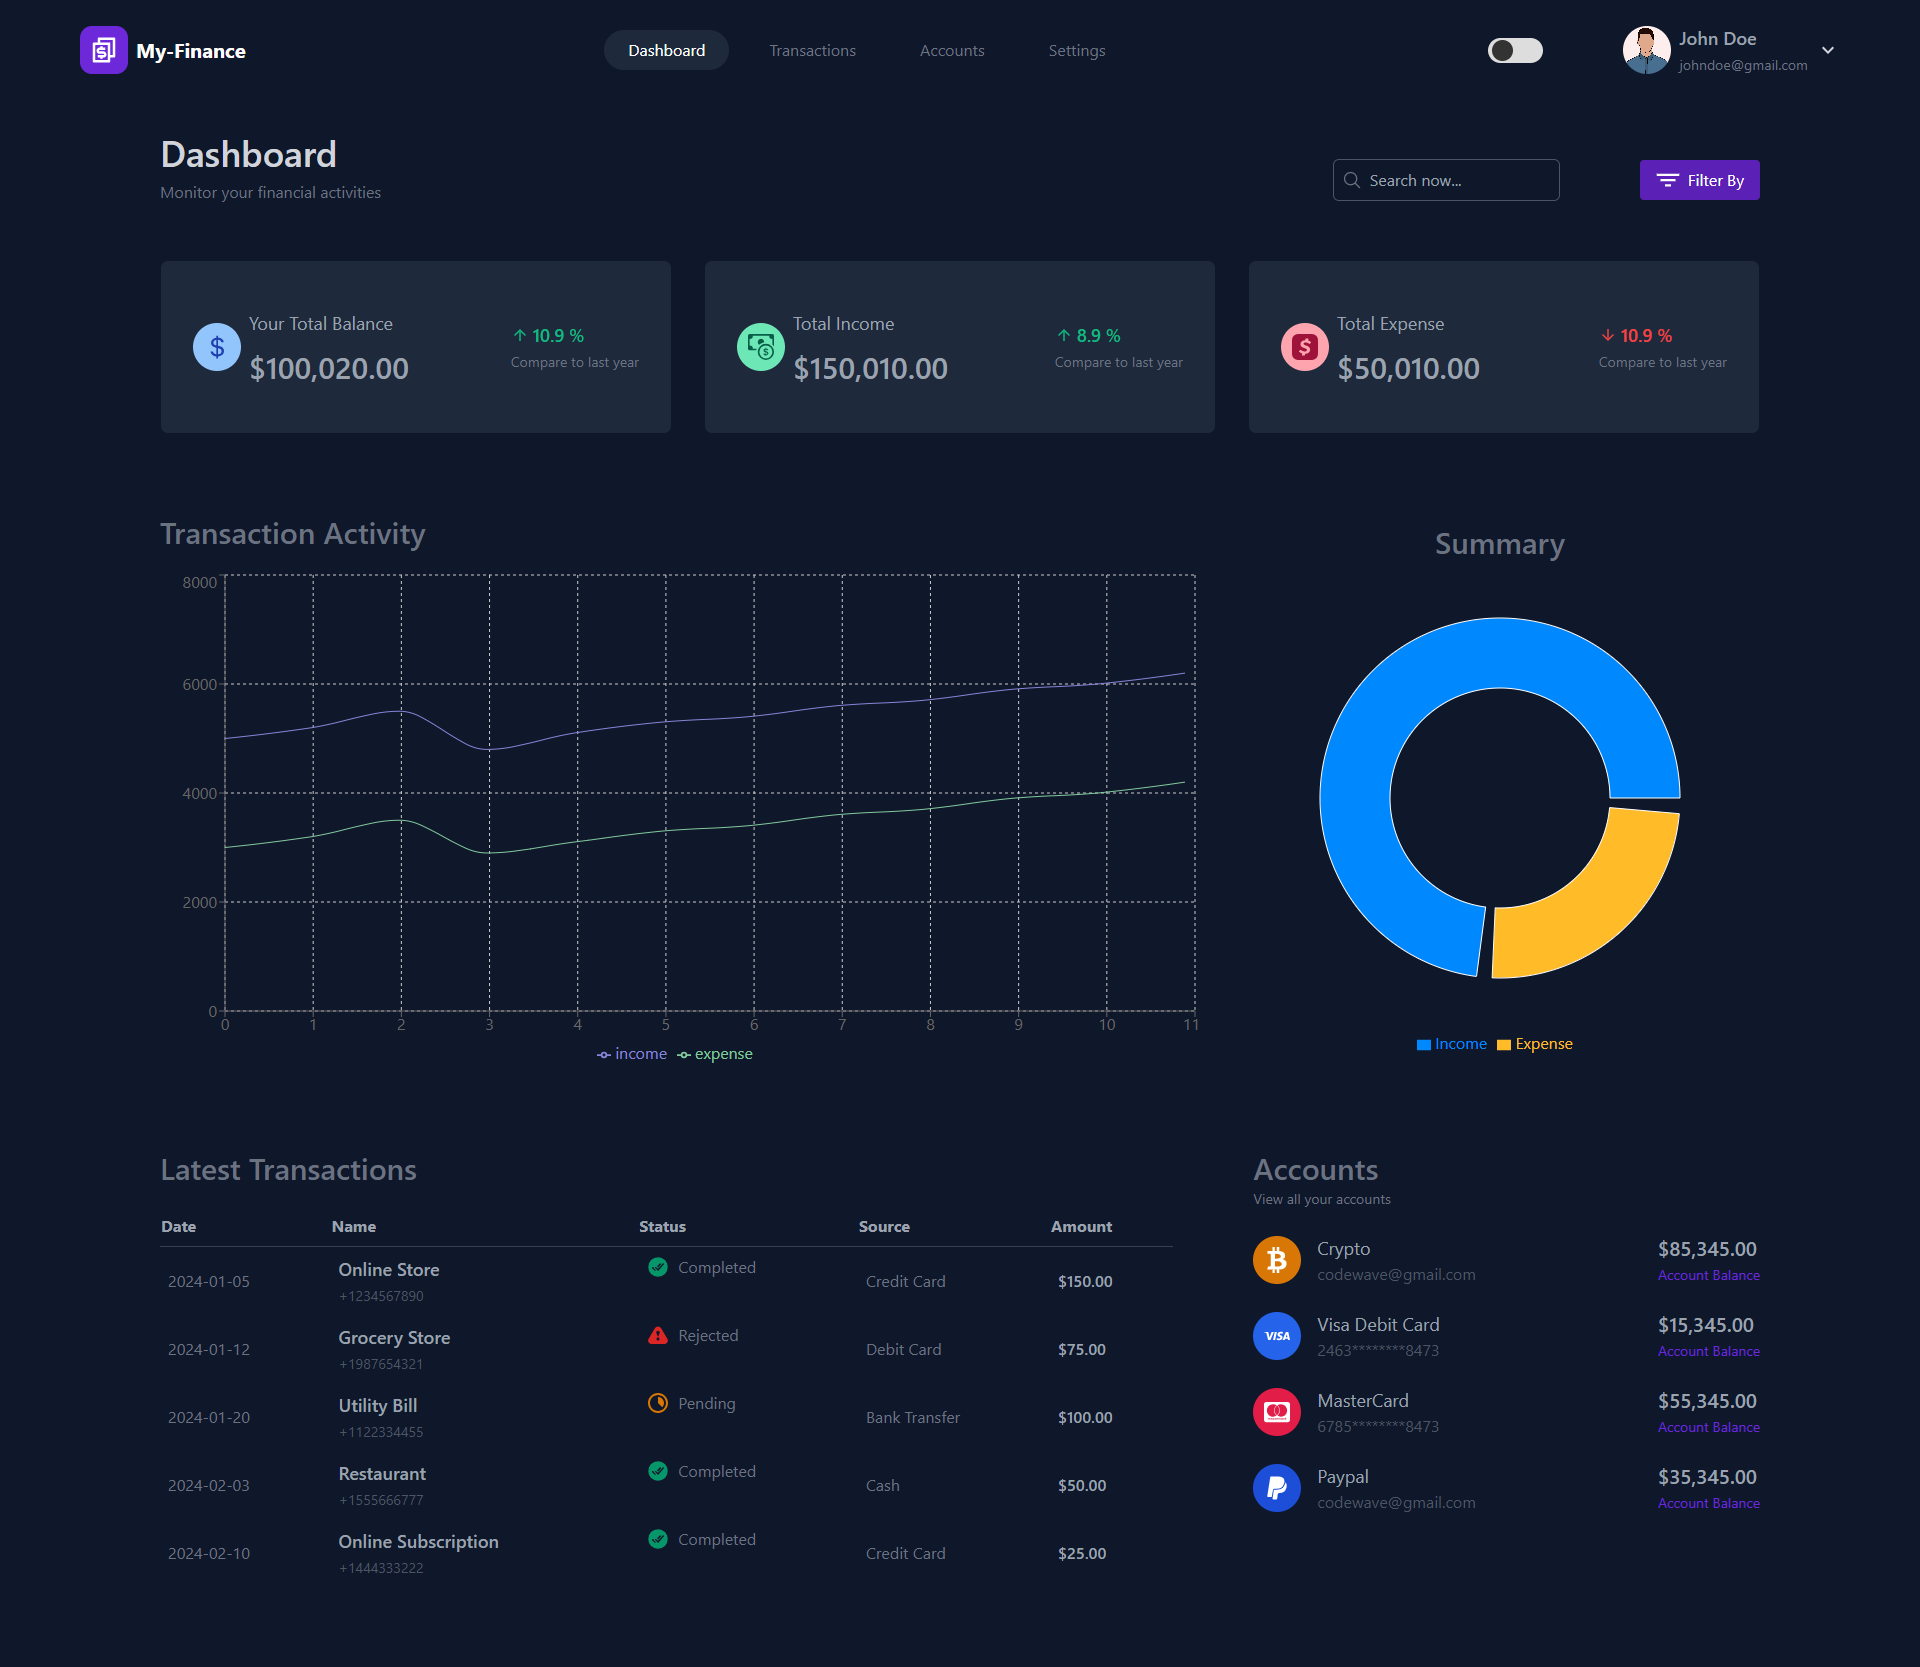 My-Finance
Dashboard
Transactions
Accounts
Settings
John Doe
johndoe@gmail.com
Dashboard
Monitor your financial activities
Search now...
Filter By
Your Total Balance
$100,020.00
10.9 %
Compare to last year
Total Income
$150,010.00
8.9 %
Compare to last year
Total Expense
$50,010.00
10.9 %
Compare to last year
Transaction Activity
8000
6000
4000
2000
0
0 1 2 3 4 5 6 7 8 9 10 11
income expense
Summary
Income Expense
Latest Transactions
Date Name Status Source Amount
2024-01-05 Online Store Completed Credit Card $150.00
+1234567890
2024-01-12 Grocery Store Rejected Debit Card $75.00
+1987654321
2024-01-20 Utility Bill Pending Bank Transfer $100.00
+1122334455
2024-02-03 Restaurant Completed Cash $50.00
+1555666777
2024-02-10 Online Subscription Completed Credit Card $25.00
+1444333222
Accounts
View all your accounts
Crypto $85,345.00
codewave@gmail.com Account Balance
VISA
Visa Debit Card $15,345.00
2463********8473 Account Balance
MasterCard $55,345.00
6785********8473 Account Balance
Paypal $35,345.00
codewave@gmail.com Account Balance